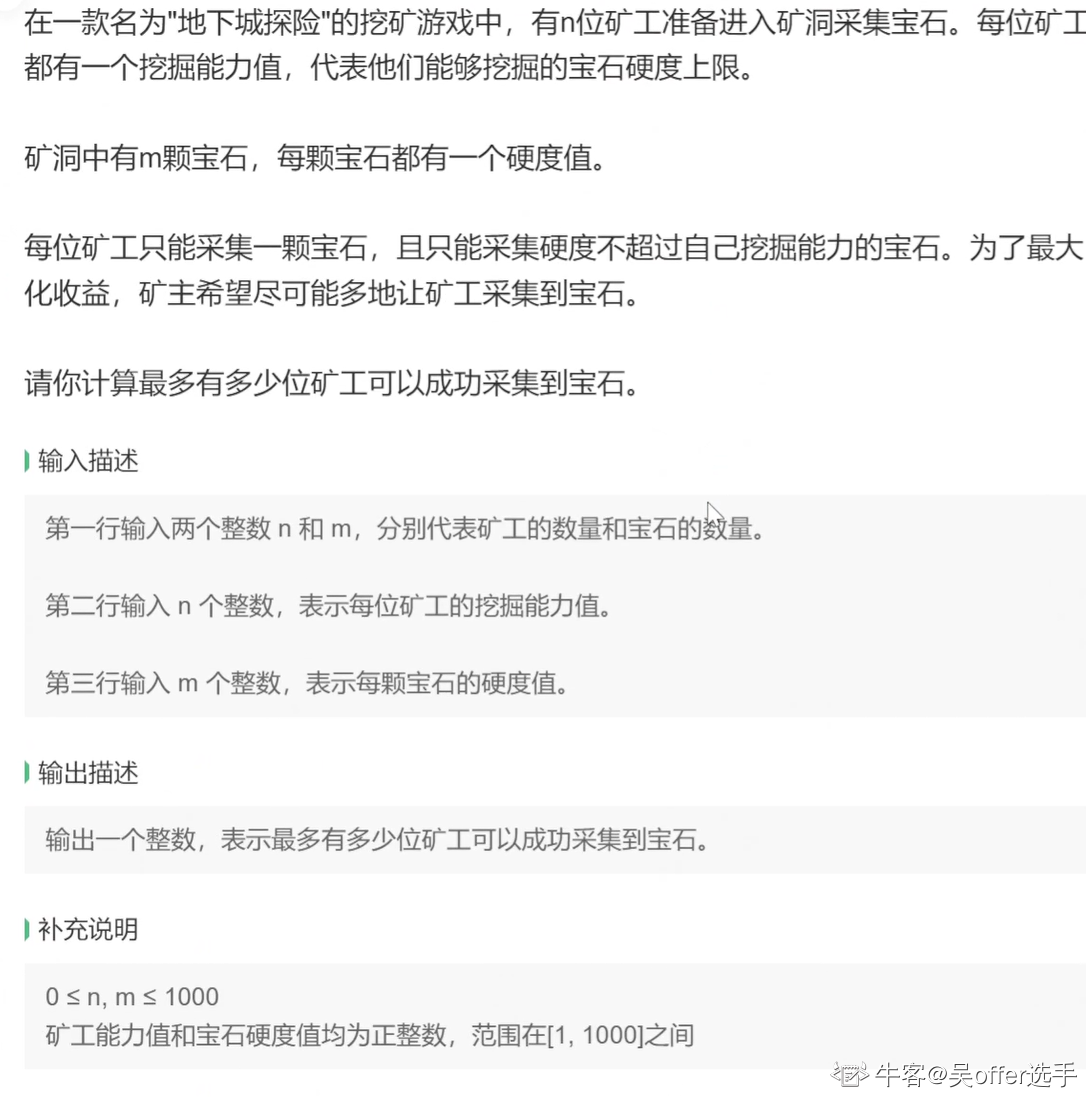 在一款名为"地下城探险"的挖矿游戏中，有n位矿工准备进入矿洞采集宝石。每位矿工
都有一个挖掘能力值，代表他们能够挖掘的宝石硬度上限。
矿洞中有m颗宝石，每颗宝石都有一个硬度值。
每位矿工只能采集一颗宝石，且只能采集硬度不超过自己挖掘能力的宝石。为了最大
化收益，矿主希望尽可能多地让矿工采集到宝石。
请你计算最多有多少位矿工可以成功采集到宝石。
输入描述
第一行输入两个整数 n 和 m，分别代表矿工的数量和宝石的数量。
第二行输入 n 个整数，表示每位矿工的挖掘能力值。
第三行输入 m 个整数，表示每颗宝石的硬度值。
输出描述
输出一个整数，表示最多有多少位矿工可以成功采集到宝石。
补充说明
0 ≤ n, m ≤ 1000
矿工能力值和宝石硬度值均为正整数，范围在[1, 1000]之间
牛客@吴offer选手